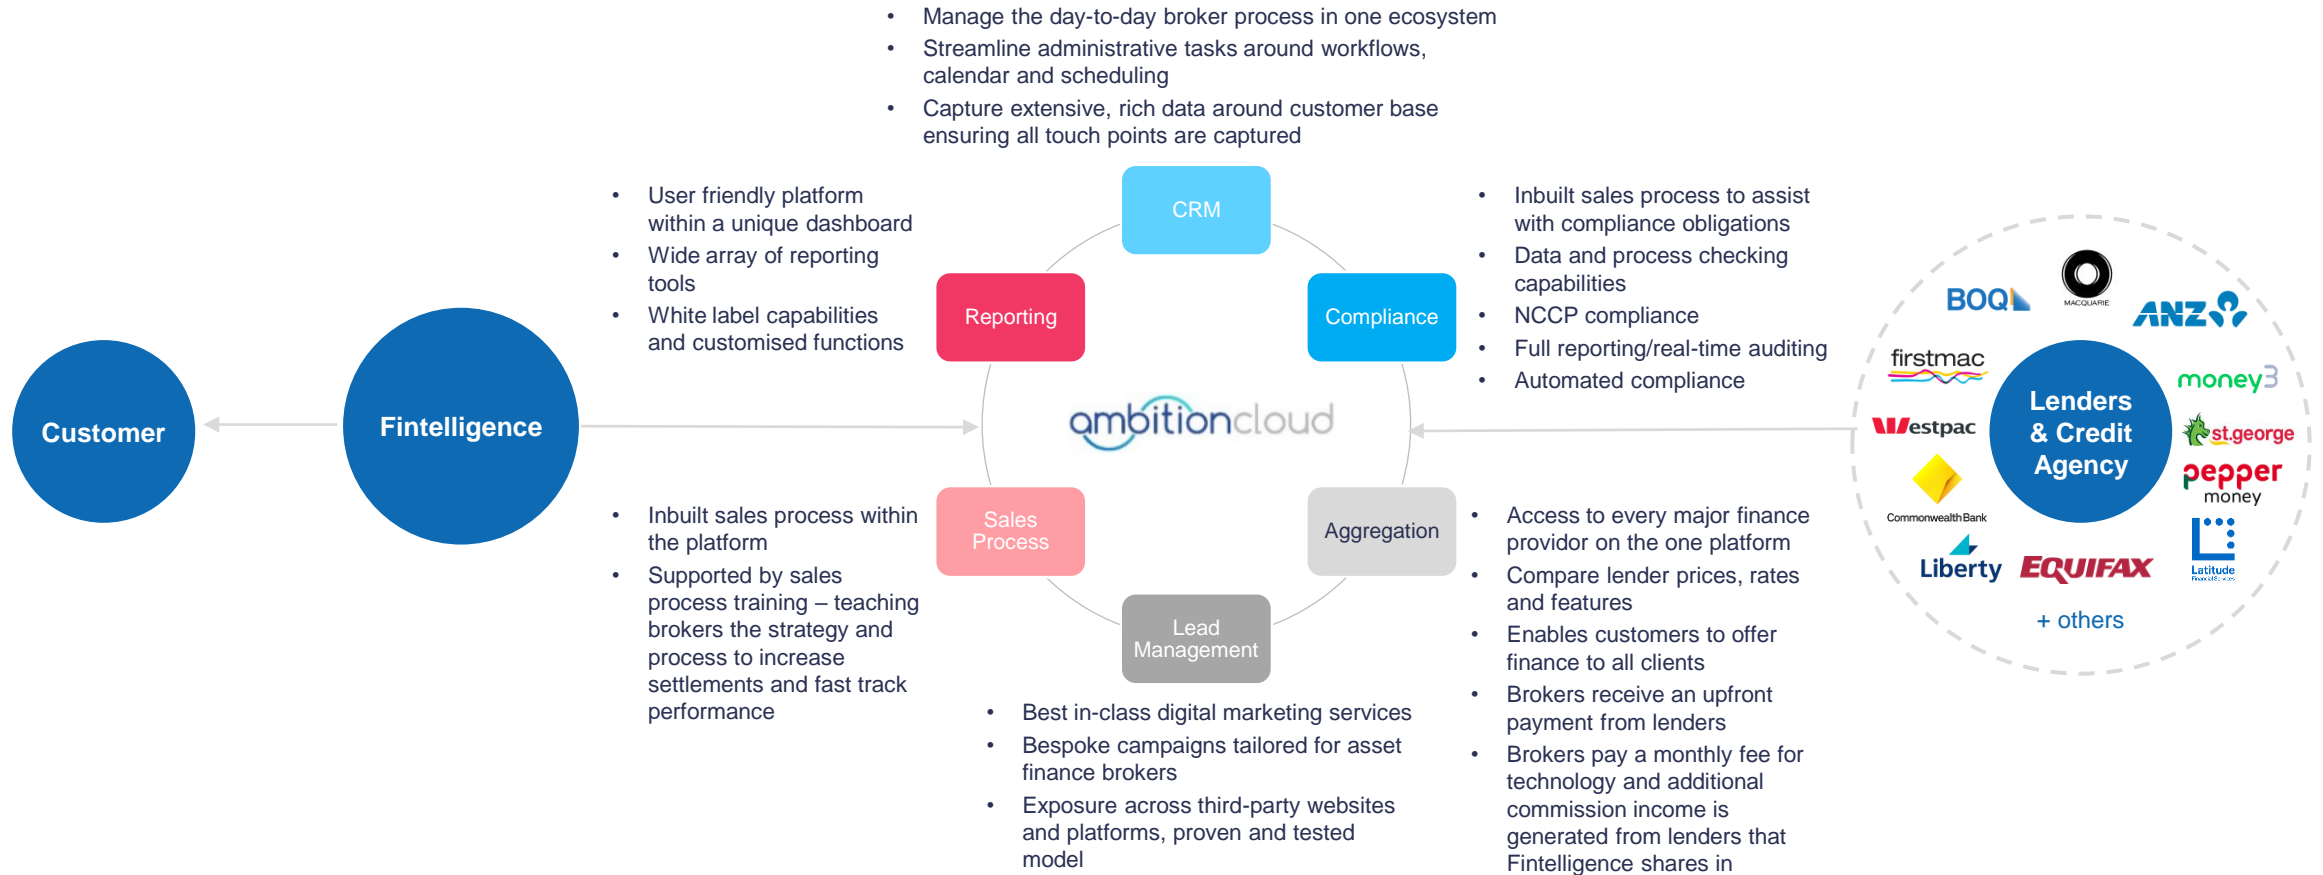 • Manage the day-to-day broker process in one ecosystem
• Streamline administrative tasks around workflows,
calendar and scheduling
• Capture extensive, rich data around customer base
ensuring all touch points are captured
• User friendly platform
within a unique dashboard
• Wide array of reporting
tools
• White label capabilities
and customised functions
CRM
Reporting
Compliance
• Inbuilt sales process to assist
with compliance obligations
• Data and process checking
capabilities
• NCCP compliance
• Full reporting/real-time auditing
• Automated compliance
Customer
Fintelligence
ambitioncloud
• Inbuilt sales process within
the platform
• Supported by sales
process training – teaching
brokers the strategy and
process to increase
settlements and fast track
performance
Sales
Process
Aggregation
Lead
Management
• Best in-class digital marketing services
• Bespoke campaigns tailored for asset
finance brokers
• Exposure across third-party websites
and platforms, proven and tested
model
• Access to every major finance
providor on the one platform
• Compare lender prices, rates
and features
• Enables customers to offer
finance to all clients
• Brokers receive an upfront
payment from lenders
• Brokers pay a monthly fee for
technology and additional
commission income is
generated from lenders that
Fintelligence shares in
BOQ
MACQUARIE
ANZ
firstmac
money3
Westpac
Lenders
& Credit
Agency
st.george
CommonwealthBank
pepper
money
Liberty
EQUIFAX
Latitude
Financial Services
+ others